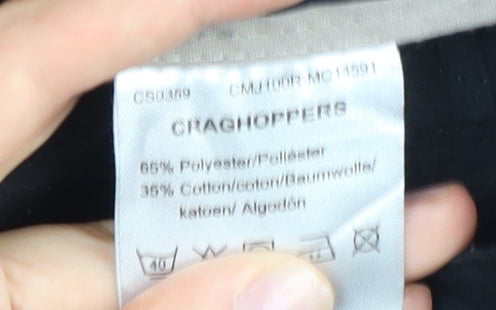 CS0359 CMJ100R MC14591
CRAGHOPPERS
65% Polyester/Poliéster
35% Cotton/coton/Baumwolle/
katoen/ Algodón
40